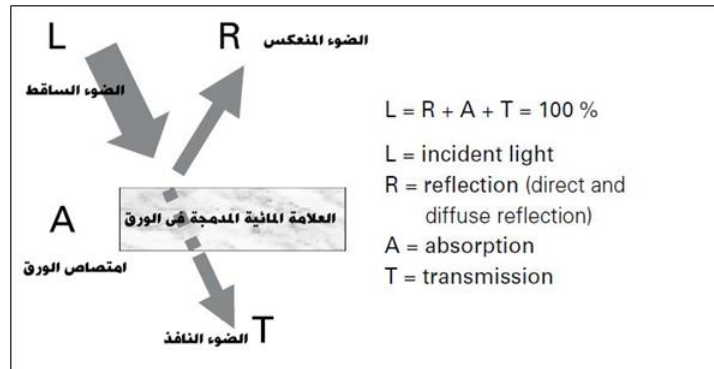 L
R
الضوء المنعكس
الضوء الساقط
L = R + A + T = 100 %
L = incident light
R = reflection (direct and
diffuse reflection)
A = absorption
T = transmission
العلامة المائية المدمجة فى الورق
A
امتصاص الورق
الضوء النافذ
T